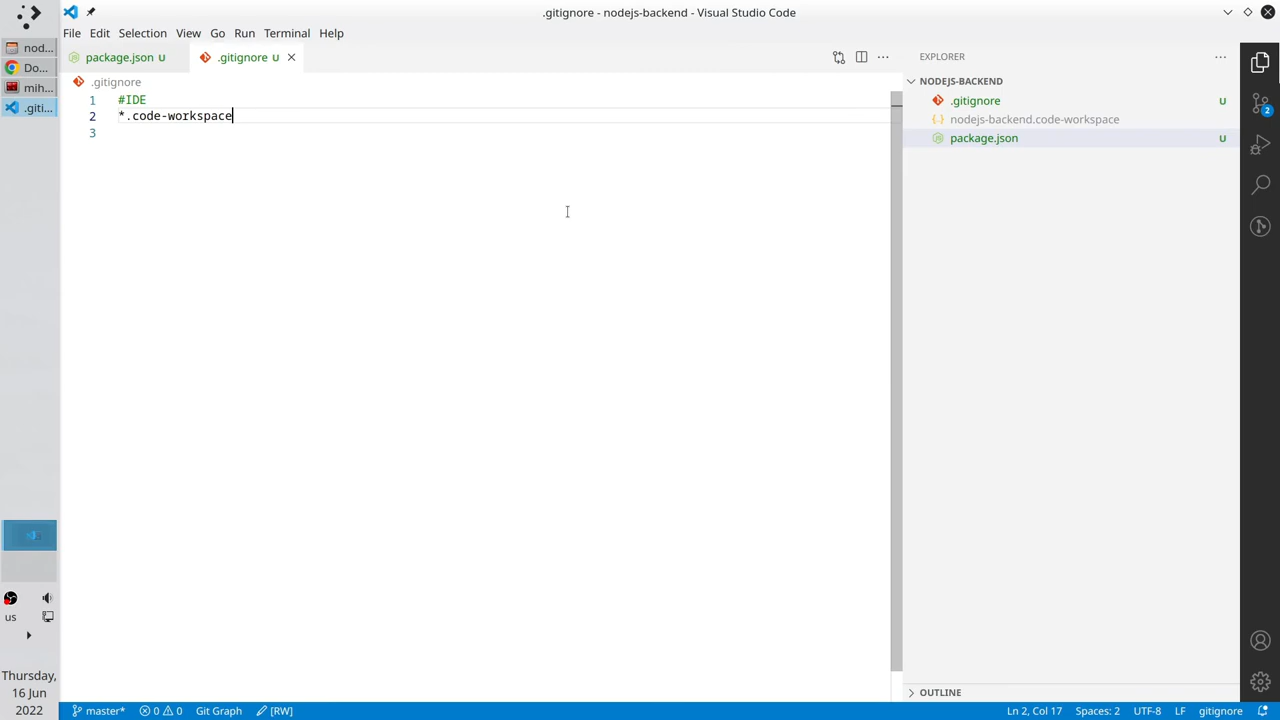 .gitignore - nodejs-backend - Visual Studio Code
File Edit Selection View Go Run Terminal Help
nod...
Do...
mih...
.giti...
package.json U
.gitignore U
.gitignore
1 #IDE
2 *.code-workspace
3
EXPLORER
NODEJS-BACKEND
.gitignore U
nodejs-backend.code-workspace
package.json U
2
OUTLINE
us
Thursday,
16 Jun
2022
master* 0 0 Git Graph [RW] Ln 2, Col 17 Spaces: 2 UTF-8 LF gitignore